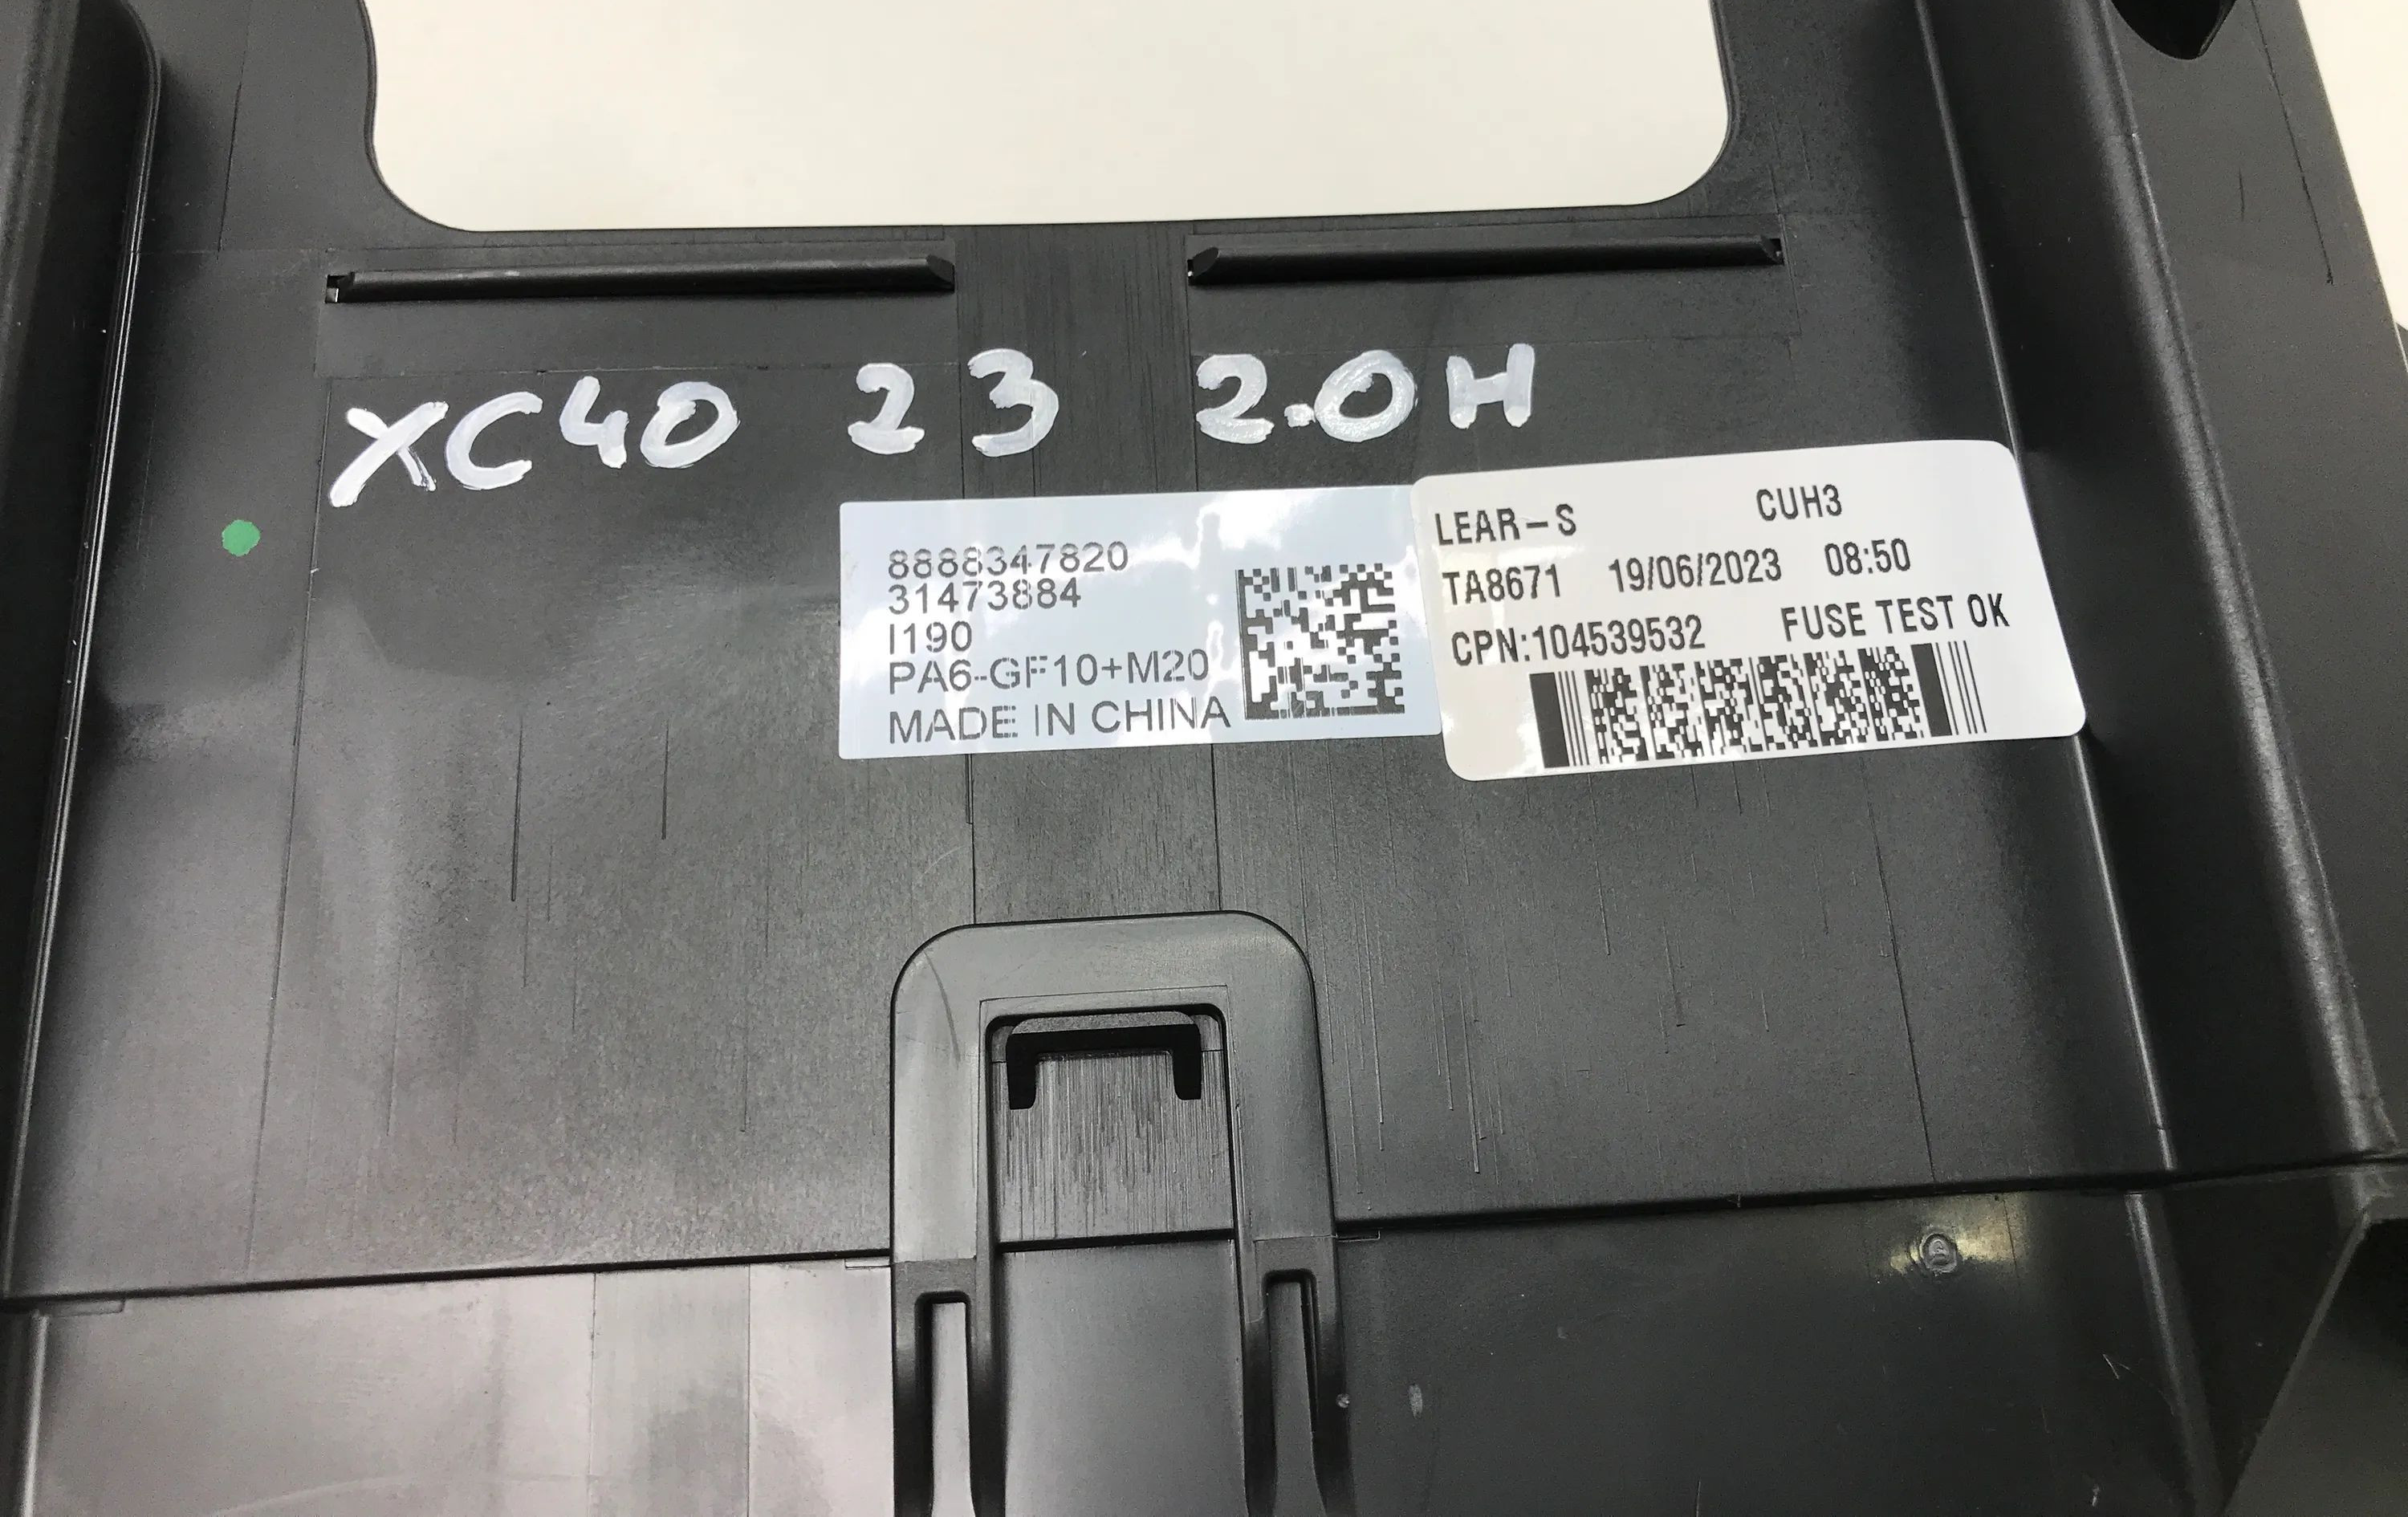 XC40 23 2.0H
8888347820
31473884
I190
PA6-GF10+M20
MADE IN CHINA
LEAR-S CUH3
TA8671 19/06/2023 08:50
CPN:104539532 FUSE TEST OK